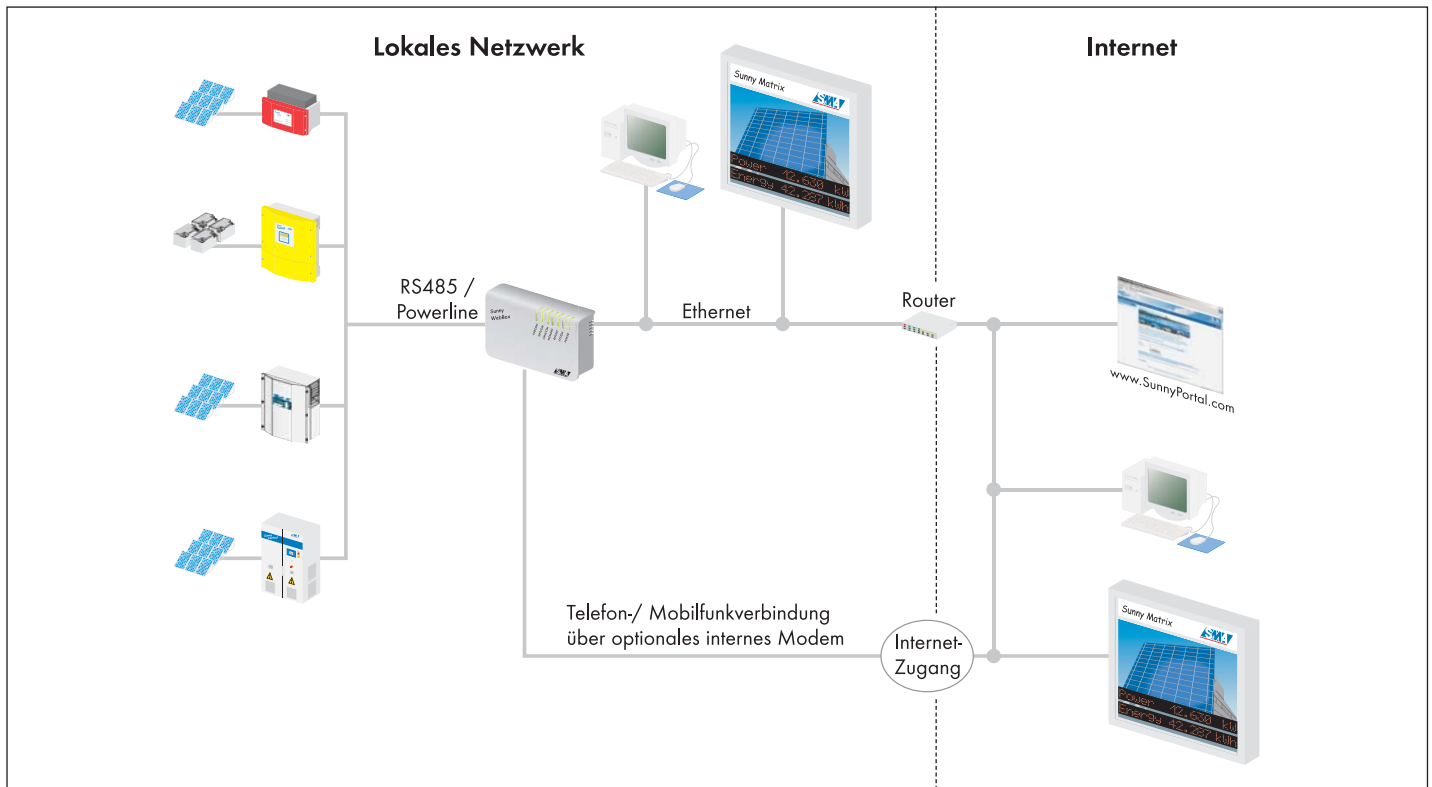 Lokales Netzwerk
Internet
Sunny Matrix
SMA
Power 12.630 kW
Energy 42.287 kWh
RS485 /
Powerline
Sunny
WebBox
Ethernet
Router
www.SunnyPortal.com
Telefon-/ Mobilfunkverbindung
über optionales internes Modem
Internet-
Zugang
Sunny Matrix
SMA
Power 12.630 kW
Energy 42.287 kWh